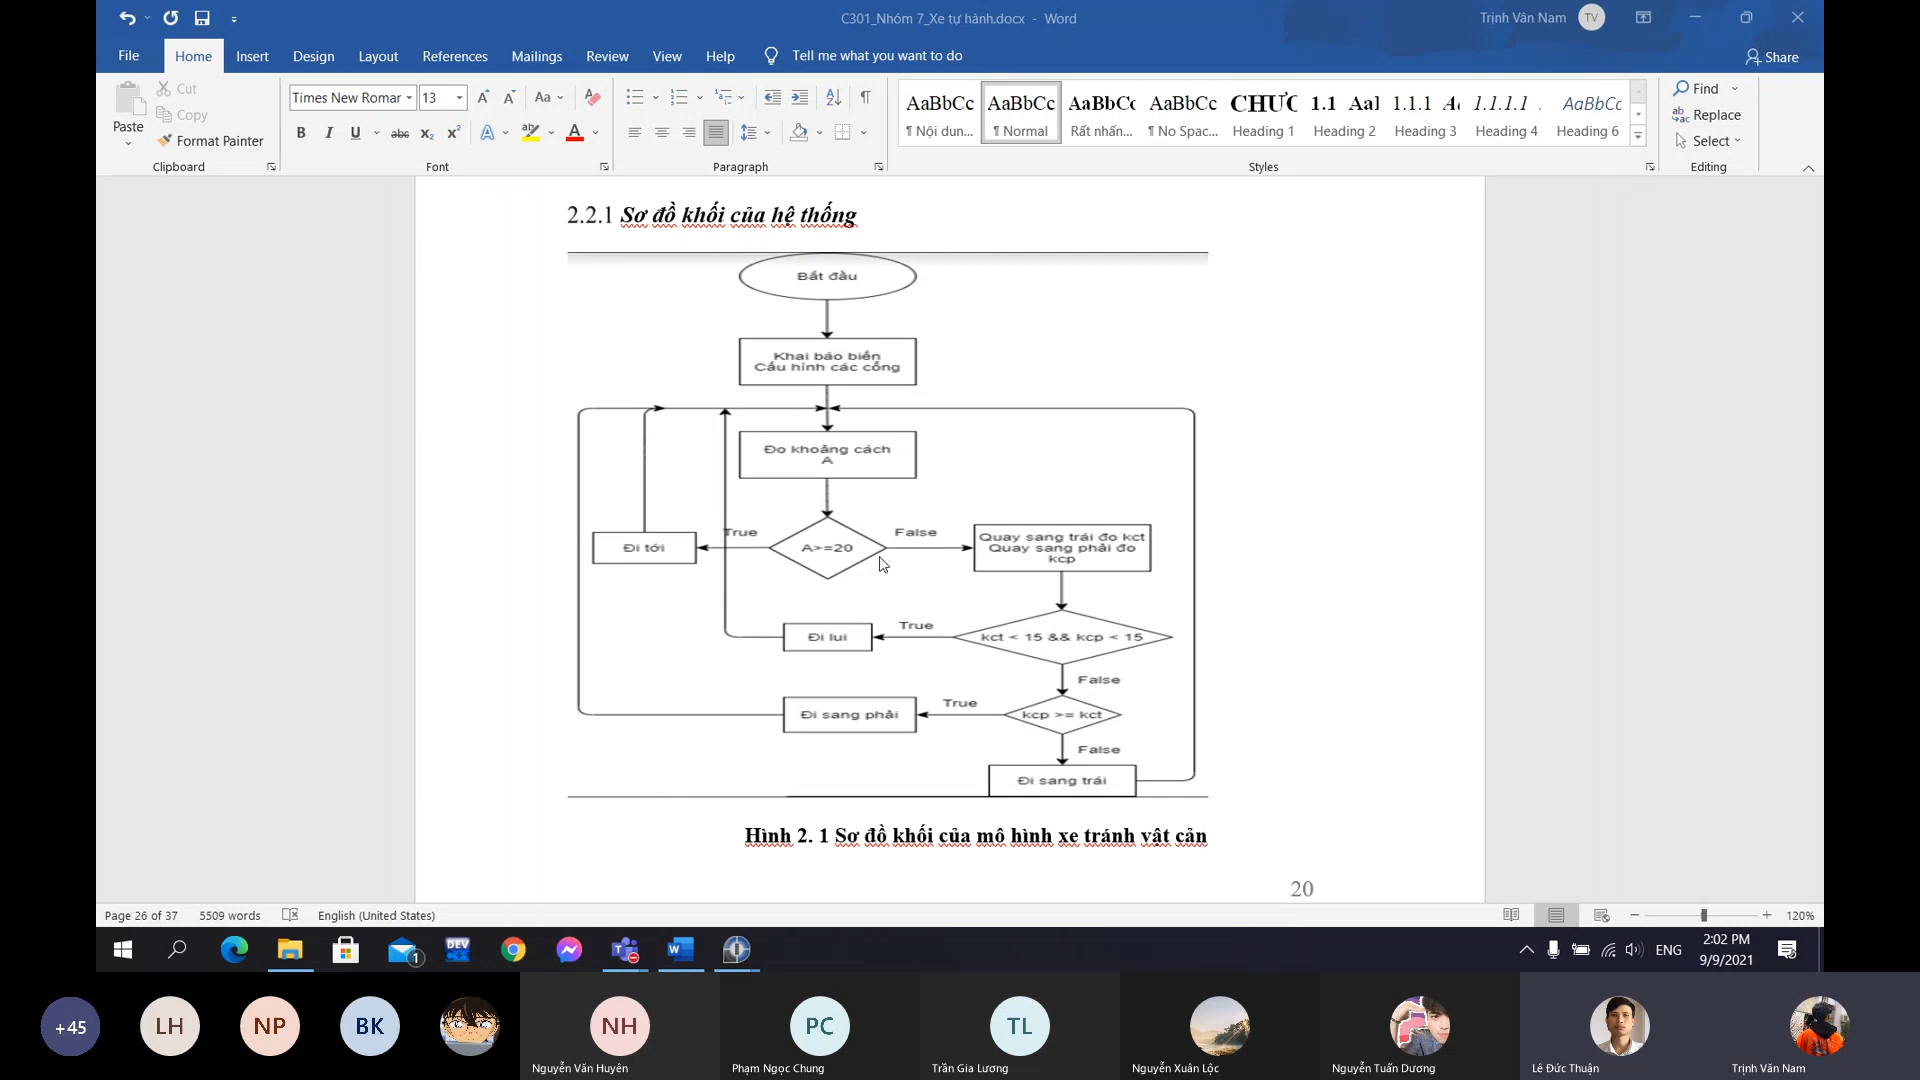 C301_Nhóm 7_Xe tự hành.docx - Word
Trịnh Văn Nam
TV
File Home Insert Design Layout References Mailings Review View Help Tell me what you want to do
Share
Paste
Cut
Copy
Format Painter
Clipboard
Times New Romar 13
Font
Paragraph
AaBbCc AaBbCc AaBbCc AaBbCc CHƯƠ 1.1 AaI 1.1.1 A 1.1.1.1 . AaBbCc
¶ Nội dun... ¶ Normal Rất nhấn... ¶ No Spac... Heading 1 Heading 2 Heading 3 Heading 4 Heading 6
Styles
Find
Replace
Select
Editing
2.2.1 Sơ đồ khối của hệ thống
Bắt đầu
Khai báo biến
Cấu hình các cổng
Đo khoảng cách
A
True
False
Đi tới
A>=20
Quay sang trái đo kct
Quay sang phải đo
kcp
Đi lui
True
kct < 15 && kcp < 15
False
Đi sang phải
True
kcp >= kct
False
Đi sang trái
Hình 2. 1 Sơ đồ khối của mô hình xe tránh vật cản
20
Page 26 of 37 5509 words English (United States)
120%
DEV
1
ENG
2:02 PM
9/9/2021
+45
LH
NP
BK
NH
PC
TL
Nguyễn Văn Huyên
Phạm Ngọc Chung
Trần Gia Lương
Nguyễn Xuân Lộc
Nguyễn Tuấn Dương
Lê Đức Thuận
Trịnh Văn Nam